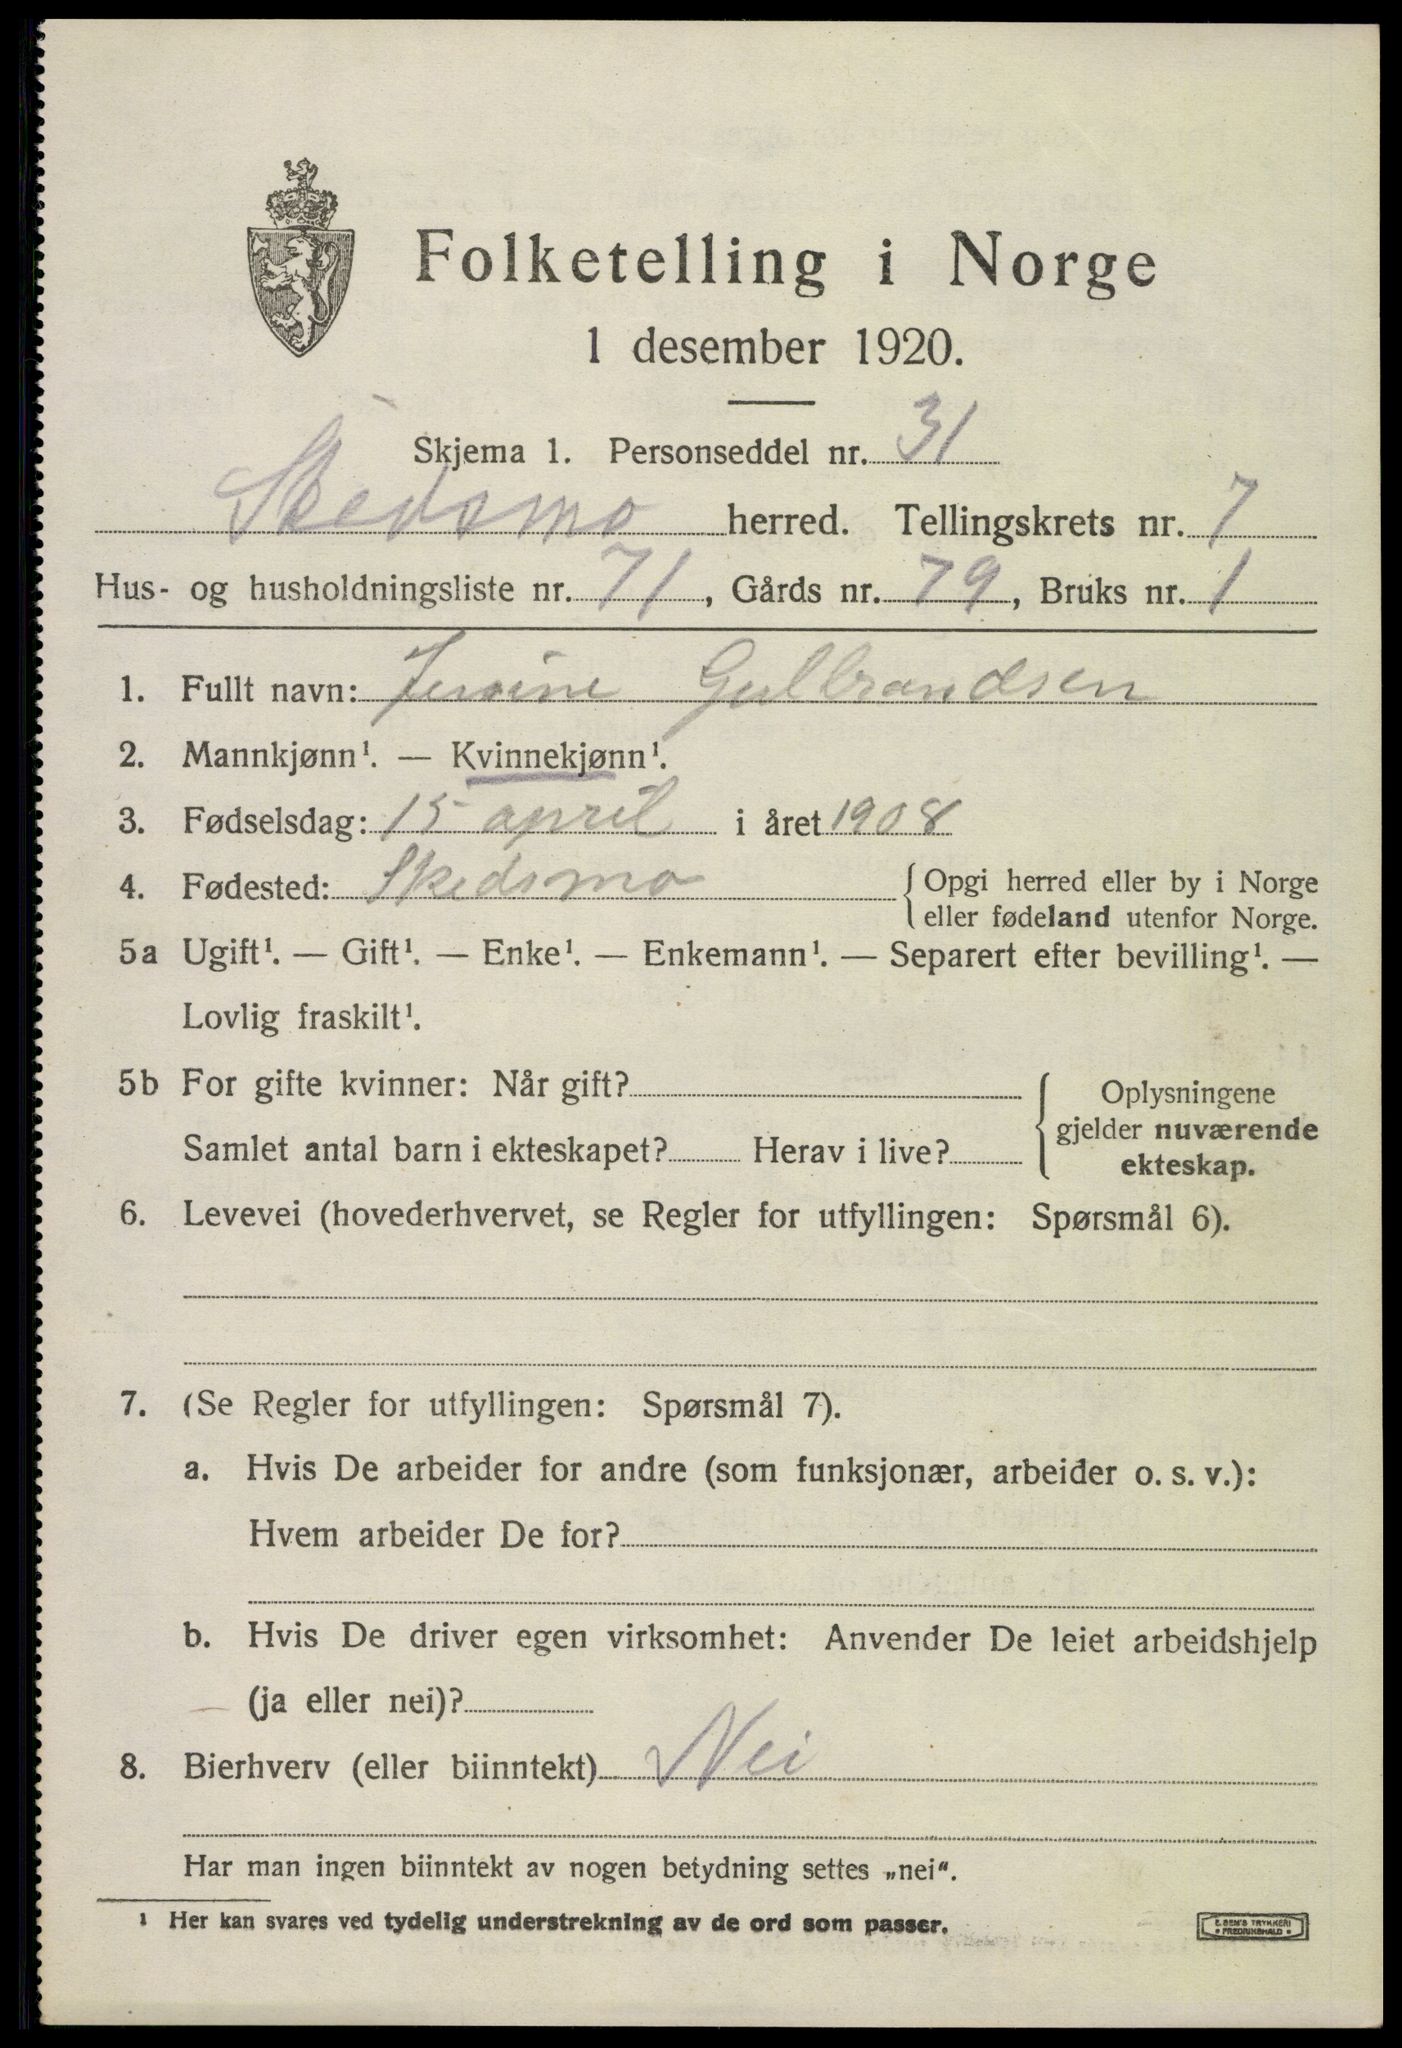 Folketelling i Norge
1 desember 1920.
Skjema 1. Personseddel nr. 31
Skedsmo herred. Tellingskrets nr. 7
Hus- og husholdningsliste nr. 71, Gårds nr. 79, Bruks nr. 1
1. Fullt navn: Gulbrandsen
2. Mannkjønn¹. — Kvinnekjønn¹.
3. Fødselsdag: 15 april i året 1908
4. Fødested: Skedsmo { Opgi herred eller by i Norge
eller fødeland utenfor Norge.
5a Ugift¹. — Gift¹. — Enke¹. — Enkemann¹. — Separert efter bevilling¹. —
Lovlig fraskilt¹.
5b For gifte kvinner: Når gift?
Samlet antal barn i ekteskapet? Herav i live?
{ Oplysningene
gjelder nuværende
ekteskap.
6. Levevei (hovederhvervet, se Regler for utfyllingen: Spørsmål 6).
7. (Se Regler for utfyllingen: Spørsmål 7).
a. Hvis De arbeider for andre (som funksjonær, arbeider o. s. v.):
Hvem arbeider De for?
b. Hvis De driver egen virksomhet: Anvender De leiet arbeidshjelp
(ja eller nei)?
8. Bierhverv (eller biinntekt) Nei
Har man ingen biinntekt av nogen betydning settes „nei“.
¹ Her kan svares ved tydelig understrekning av de ord som passer.
E. SEM'S TRYKKERI
FREDRIKSHALD